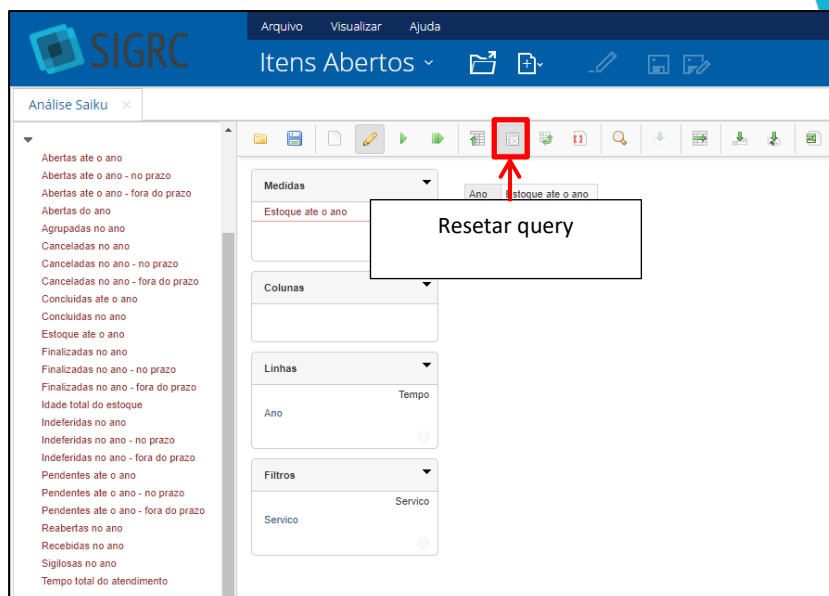 SIGRC
Arquivo Visualizar Ajuda
Itens Abertos
Análise Saiku ×
Abertas ate o ano
Abertas ate o ano - no prazo
Abertas ate o ano - fora do prazo
Abertas do ano
Agrupadas no ano
Canceladas no ano
Canceladas no ano - no prazo
Canceladas no ano - fora do prazo
Concluidas ate o ano
Concluidas no ano
Estoque ate o ano
Finalizadas no ano
Finalizadas no ano - no prazo
Finalizadas no ano - fora do prazo
Idade total do estoque
Indeferidas no ano
Indeferidas no ano - no prazo
Indeferidas no ano - fora do prazo
Pendentes ate o ano
Pendentes ate o ano - no prazo
Pendentes ate o ano - fora do prazo
Reabertas no ano
Recebidas no ano
Sigilosas no ano
Tempo total do atendimento
Medidas
Estoque ate o ano
Colunas
Linhas
Tempo
Ano
Filtros
Servico
Servico
Ano Estoque ate o ano
Resetar query